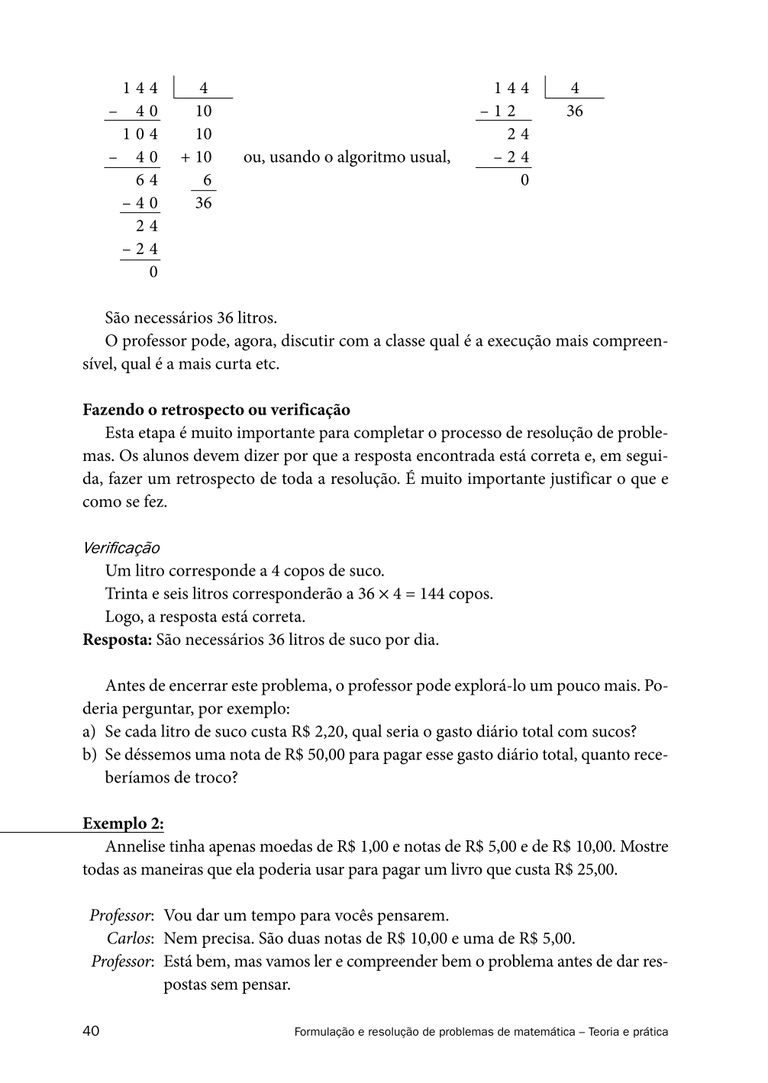 144 4 144 4
– 40 10 – 12 36
104 10 24
– 40 + 10 ou, usando o algoritmo usual, – 24
64 6 0
– 40 36
24
– 24
0
São necessários 36 litros.
O professor pode, agora, discutir com a classe qual é a execução mais compreen-
sível, qual é a mais curta etc.
Fazendo o retrospecto ou verificação
Esta etapa é muito importante para completar o processo de resolução de proble-
mas. Os alunos devem dizer por que a resposta encontrada está correta e, em segui-
da, fazer um retrospecto de toda a resolução. É muito importante justificar o que e
como se fez.
Verificação
Um litro corresponde a 4 copos de suco.
Trinta e seis litros corresponderão a 36 × 4 = 144 copos.
Logo, a resposta está correta.
Resposta: São necessários 36 litros de suco por dia.
Antes de encerrar este problema, o professor pode explorá-lo um pouco mais. Po-
deria perguntar, por exemplo:
a) Se cada litro de suco custa R$ 2,20, qual seria o gasto diário total com sucos?
b) Se déssemos uma nota de R$ 50,00 para pagar esse gasto diário total, quanto rece-
beríamos de troco?
Exemplo 2:
Annelise tinha apenas moedas de R$ 1,00 e notas de R$ 5,00 e de R$ 10,00. Mostre
todas as maneiras que ela poderia usar para pagar um livro que custa R$ 25,00.
Professor: Vou dar um tempo para vocês pensarem.
Carlos: Nem precisa. São duas notas de R$ 10,00 e uma de R$ 5,00.
Professor: Está bem, mas vamos ler e compreender bem o problema antes de dar res-
postas sem pensar.
40 Formulação e resolução de problemas de matemática – Teoria e prática